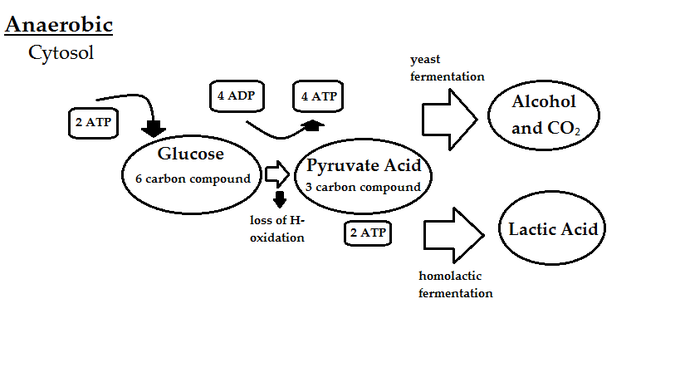 Anaerobic
Cytosol
2 ATP
4 ADP
4 ATP
Glucose
6 carbon compound
loss of H-
oxidation
Pyruvate Acid
3 carbon compound
2 ATP
yeast
fermentation
Alcohol
and CO₂
homolactic
fermentation
Lactic Acid